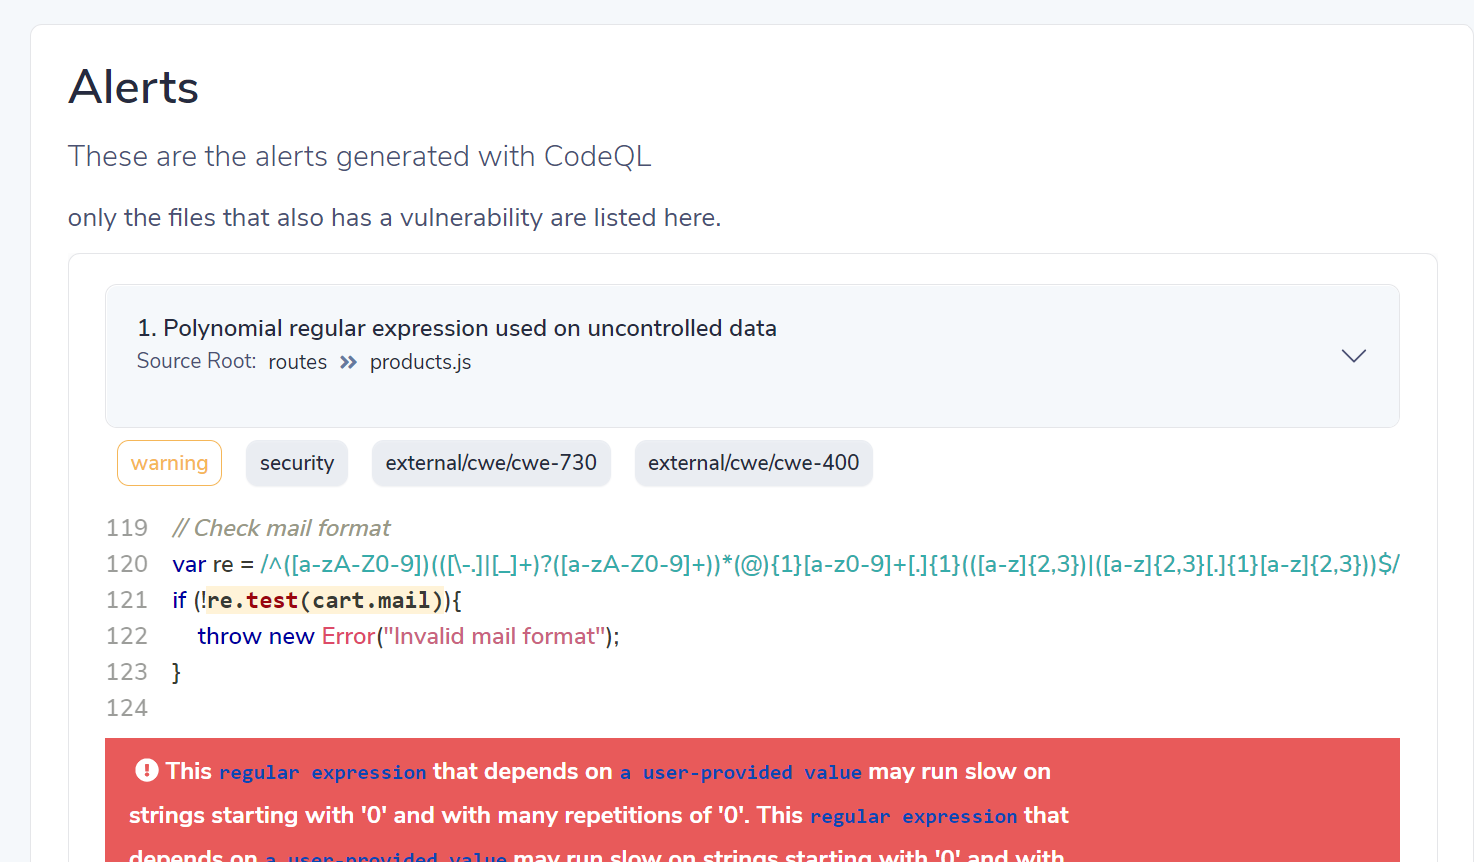 Alerts
These are the alerts generated with CodeQL
only the files that also has a vulnerability are listed here.
1. Polynomial regular expression used on uncontrolled data
Source Root: routes » products.js
warning security external/cwe/cwe-730 external/cwe/cwe-400
119 // Check mail format
120 var re = /^([a-zA-Z0-9])(([\-.]|[_]+)?([a-zA-Z0-9]+))*(@){1}[a-z0-9]+[.]{1}(([a-z]{2,3})|([a-z]{2,3}[.]{1}[a-z]{2,3}))$/
121 if (!re.test(cart.mail)){
122 throw new Error("Invalid mail format");
123 }
124
This regular expression that depends on a user-provided value may run slow on
strings starting with '0' and with many repetitions of '0'. This regular expression that
depends on a user-provided value may run slow on strings starting with '0' and with